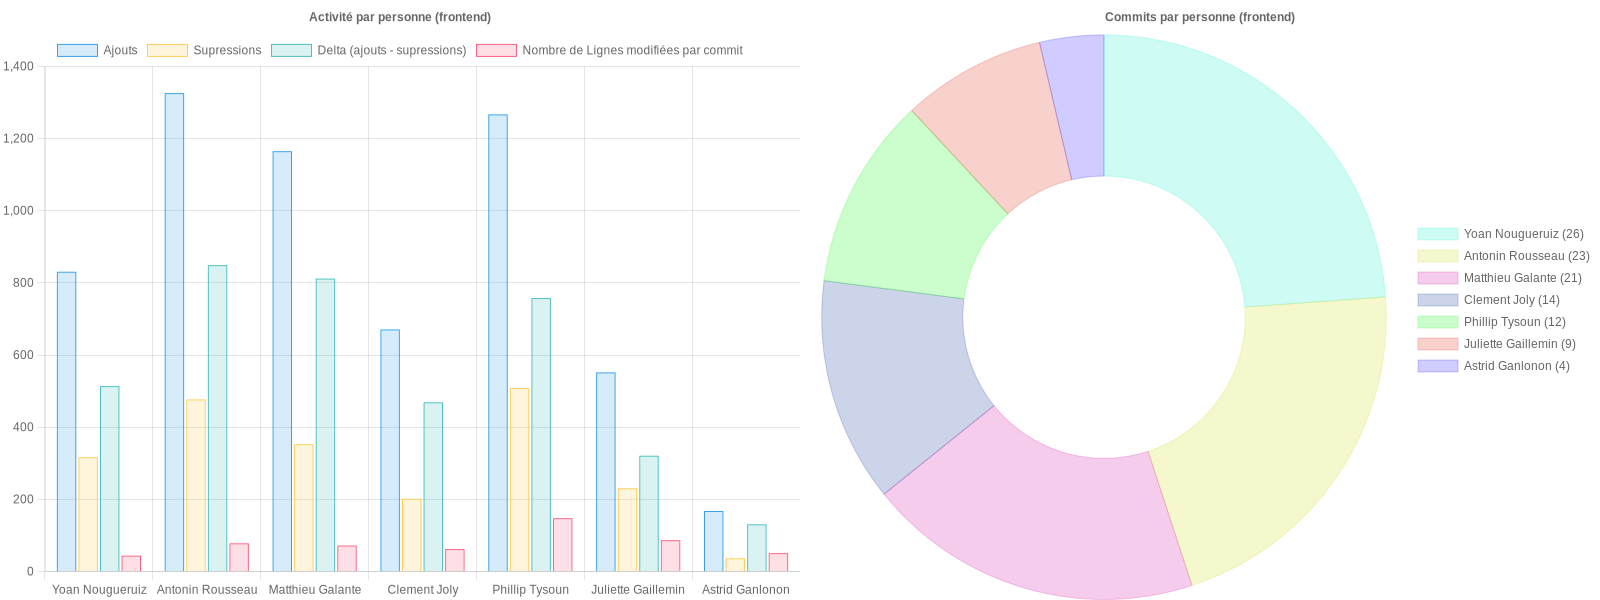 Activité par personne (frontend)
Ajouts
Supressions
Delta (ajouts - supressions)
Nombre de Lignes modifiées par commit
1,400
1,200
1,000
800
600
400
200
0
Yoan Nougueruiz
Antonin Rousseau
Matthieu Galante
Clement Joly
Phillip Tysoun
Juliette Gaillemin
Astrid Ganlonon
Commits par personne (frontend)
Yoan Nougueruiz (26)
Antonin Rousseau (23)
Matthieu Galante (21)
Clement Joly (14)
Phillip Tysoun (12)
Juliette Gaillemin (9)
Astrid Ganlonon (4)